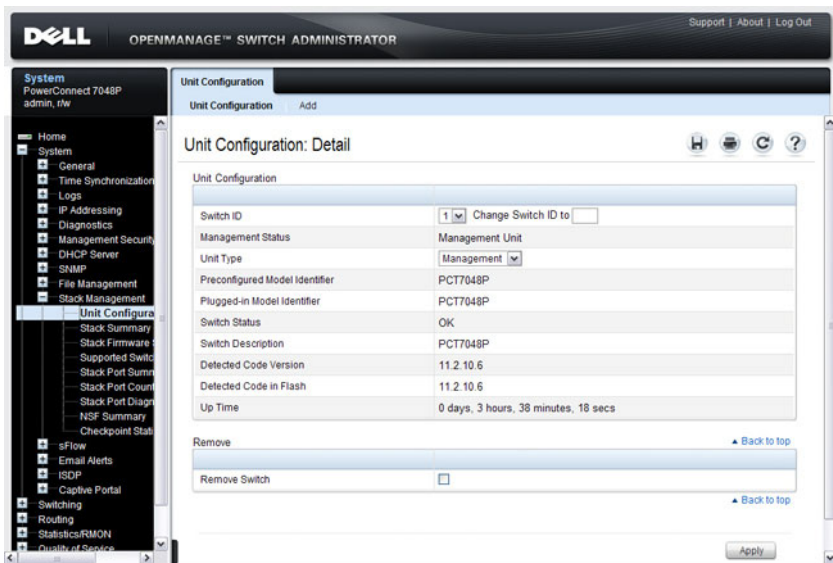 Support | About | Log Out
DELL OPENMANAGE™ SWITCH ADMINISTRATOR
System
PowerConnect 7048P
admin, r/w
Home
System
General
Time Synchronization
Logs
IP Addressing
Diagnostics
Management Security
DHCP Server
SNMP
File Management
Stack Management
Unit Configura
Stack Summary
Stack Firmware
Supported Switc
Stack Port Summ
Stack Port Count
Stack Port Diagn
NSF Summary
Checkpoint Stati
sFlow
Email Alerts
ISDP
Captive Portal
Switching
Routing
Statistics/RMON
Quality of Service
Unit Configuration
Unit Configuration Add
Unit Configuration: Detail
Unit Configuration
Switch ID 1 Change Switch ID to
Management Status Management Unit
Unit Type Management
Preconfigured Model Identifier PCT7048P
Plugged-in Model Identifier PCT7048P
Switch Status OK
Switch Description PCT7048P
Detected Code Version 11.2.10.6
Detected Code in Flash 11.2.10.6
Up Time 0 days, 3 hours, 38 minutes, 18 secs
Remove Back to top
Remove Switch
Back to top
Apply